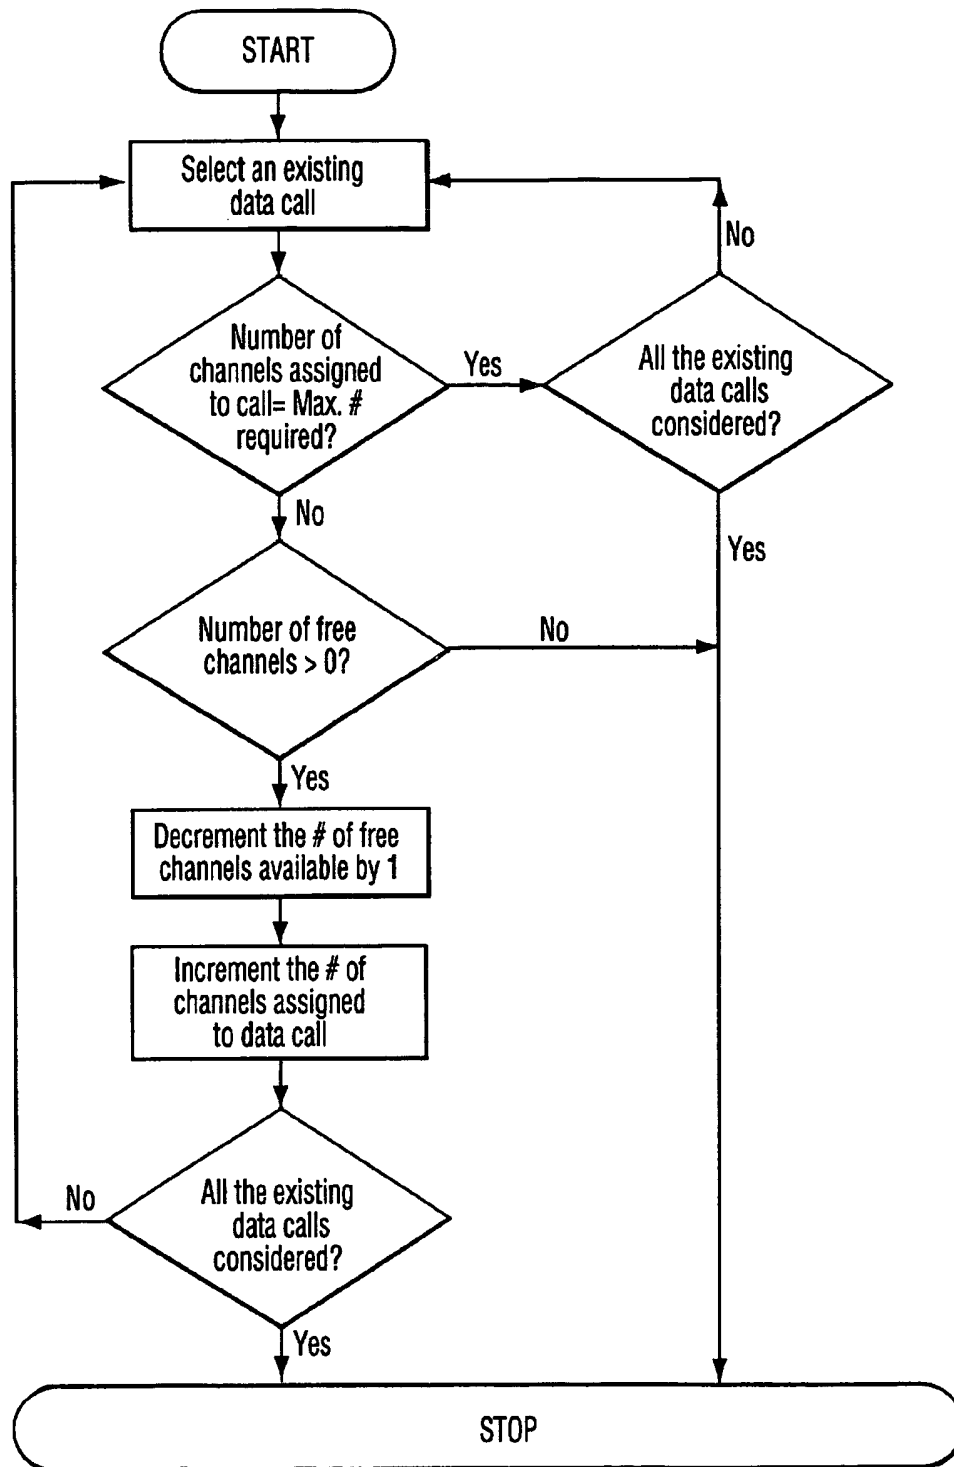 START
Select an existing
data call
No
Number of
channels assigned
to call= Max. #
required?
Yes
All the existing
data calls
considered?
No
Yes
Number of free
channels > 0?
No
Yes
Decrement the # of free
channels available by 1
Increment the # of
channels assigned
to data call
No
All the existing
data calls
considered?
Yes
STOP